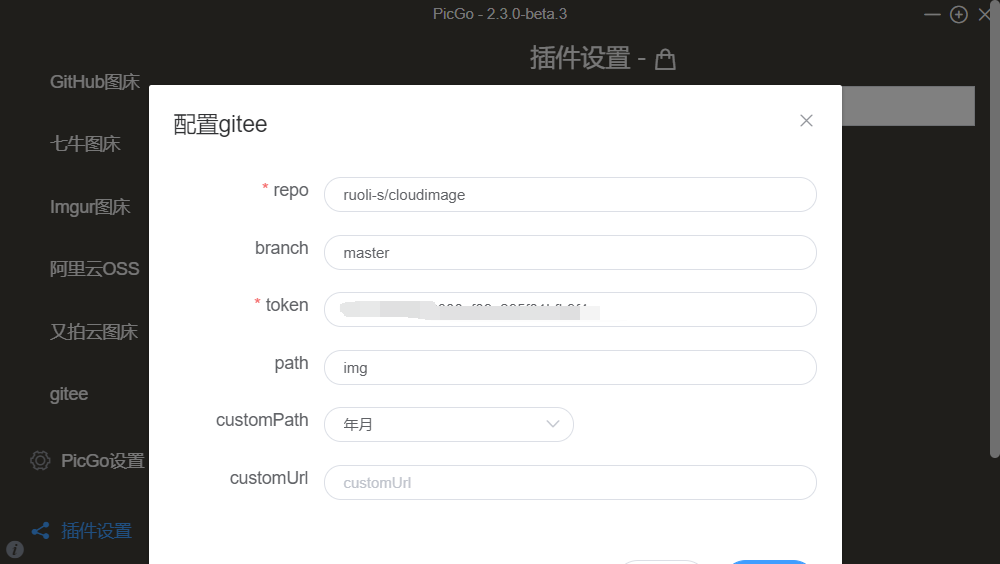 PicGo - 2.3.0-beta.3
插件设置 -
GitHub图床
七牛图床
Imgur图床
阿里云OSS
又拍云图床
gitee
PicGo设置
插件设置
配置gitee
* repo
ruoli-s/cloudimage
branch
master
* token
path
img
customPath
年月
customUrl
customUrl